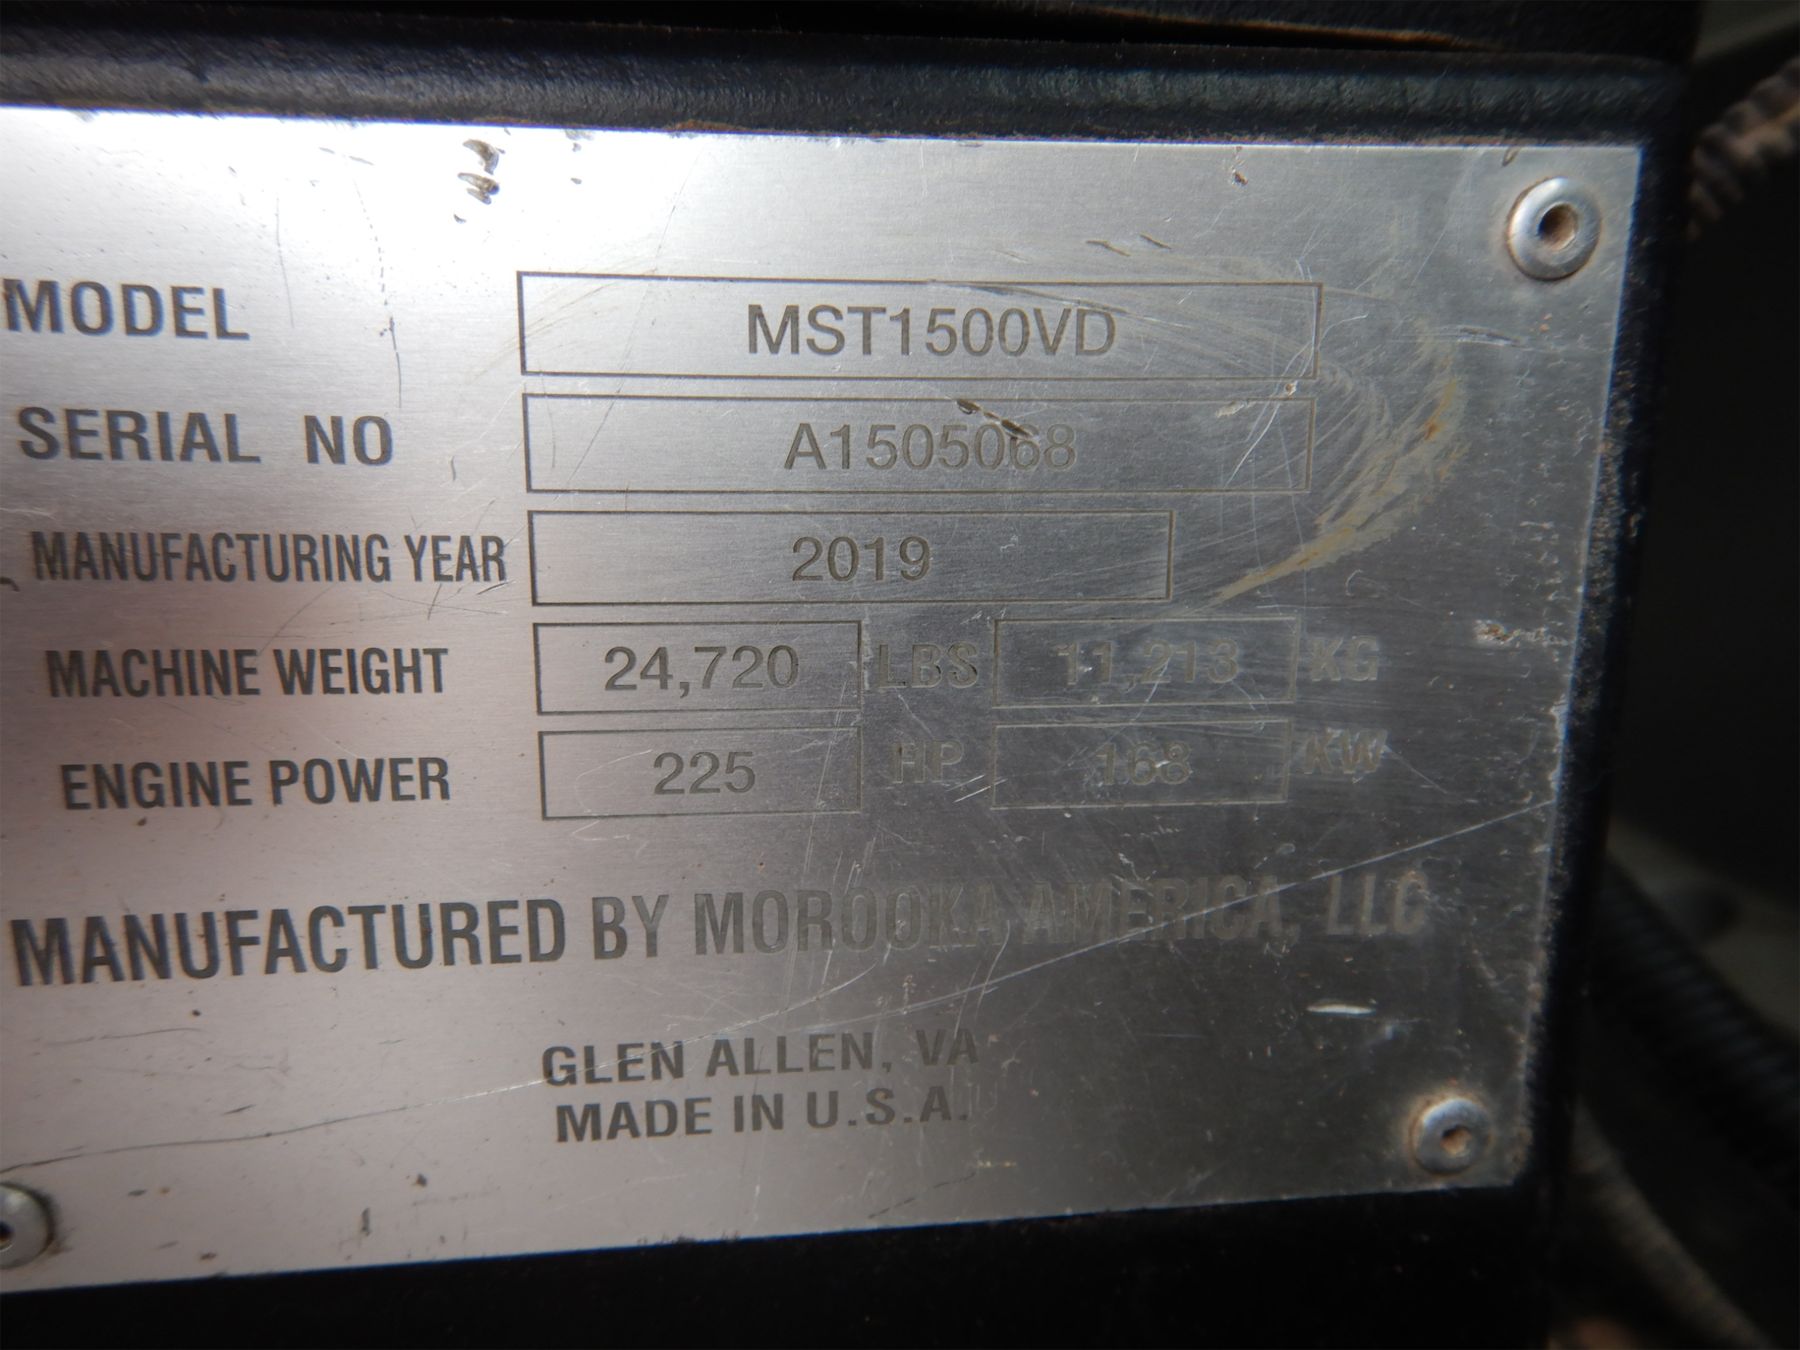 MODEL MST1500VD
SERIAL NO A1505068
MANUFACTURING YEAR 2019
MACHINE WEIGHT 24,720 LBS 11,213 KG
ENGINE POWER 225 HP 168 KW
MANUFACTURED BY MOROOKA AMERICA, LLC
GLEN ALLEN, VA
MADE IN U.S.A.